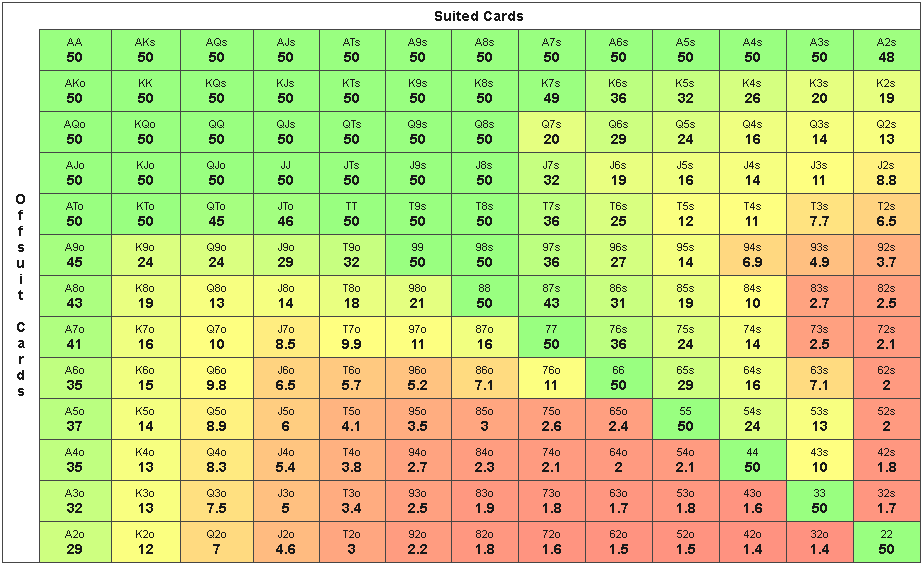 Suited Cards
Offsuit Cards
AA AKs AQs AJs ATs A9s A8s A7s A6s A5s A4s A3s A2s
50 50 50 50 50 50 50 50 50 50 50 50 48
AKo KK KQs KJs KTs K9s K8s K7s K6s K5s K4s K3s K2s
50 50 50 50 50 50 50 49 36 32 26 20 19
AQo KQo QQ QJs QTs Q9s Q8s Q7s Q6s Q5s Q4s Q3s Q2s
50 50 50 50 50 50 50 20 29 24 16 14 13
AJo KJo QJo JJ JTs J9s J8s J7s J6s J5s J4s J3s J2s
50 50 50 50 50 50 50 32 19 16 14 11 8.8
ATo KTo QTo JTo TT T9s T8s T7s T6s T5s T4s T3s T2s
50 50 45 46 50 50 50 36 25 12 11 7.7 6.5
A9o K9o Q9o J9o T9o 99 98s 97s 96s 95s 94s 93s 92s
45 24 24 29 32 50 50 36 27 14 6.9 4.9 3.7
A8o K8o Q8o J8o T8o 98o 88 87s 86s 85s 84s 83s 82s
43 19 13 14 18 21 50 43 31 19 10 2.7 2.5
A7o K7o Q7o J7o T7o 97o 87o 77 76s 75s 74s 73s 72s
41 16 10 8.5 9.9 11 16 50 36 24 14 2.5 2.1
A6o K6o Q6o J6o T6o 96o 86o 76o 66 65s 64s 63s 62s
35 15 9.8 6.5 5.7 5.2 7.1 11 50 29 16 7.1 2
A5o K5o Q5o J5o T5o 95o 85o 75o 65o 55 54s 53s 52s
37 14 8.9 6 4.1 3.5 3 2.6 2.4 50 24 13 2
A4o K4o Q4o J4o T4o 94o 84o 74o 64o 54o 44 43s 42s
35 13 8.3 5.4 3.8 2.7 2.3 2.1 2 2.1 50 10 1.8
A3o K3o Q3o J3o T3o 93o 83o 73o 63o 53o 43o 33 32s
32 13 7.5 5 3.4 2.5 1.9 1.8 1.7 1.8 1.6 50 1.7
A2o K2o Q2o J2o T2o 92o 82o 72o 62o 52o 42o 32o 22
29 12 7 4.6 3 2.2 1.8 1.6 1.5 1.5 1.4 1.4 50